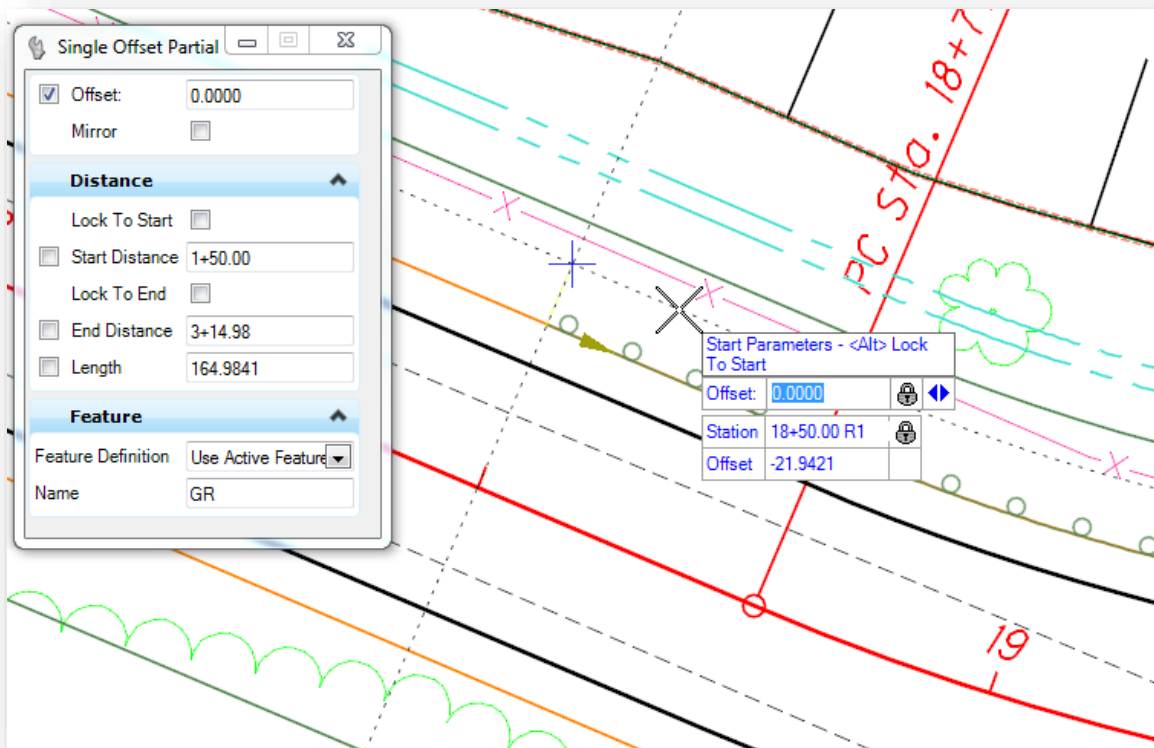 Single Offset Partial
Offset: 0.0000
Mirror
Distance
Lock To Start
Start Distance 1+50.00
Lock To End
End Distance 3+14.98
Length 164.9841
Feature
Feature Definition Use Active Feature
Name GR
PC Sta. 18+7
X
X
Start Parameters - <Alt> Lock
To Start
Offset: 0.0000
Station 18+50.00 R1
Offset -21.9421
X
19